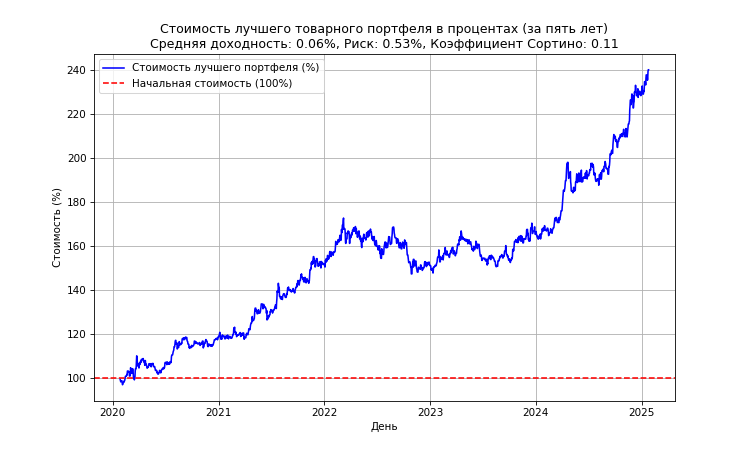 Стоимость лучшего товарного портфеля в процентах (за пять лет)
Средняя доходность: 0.06%, Риск: 0.53%, Коэффициент Сортино: 0.11
Стоимость лучшего портфеля (%)
Начальная стоимость (100%)
Стоимость (%)
240
220
200
180
160
140
120
100
2020 2021 2022 2023 2024 2025
День